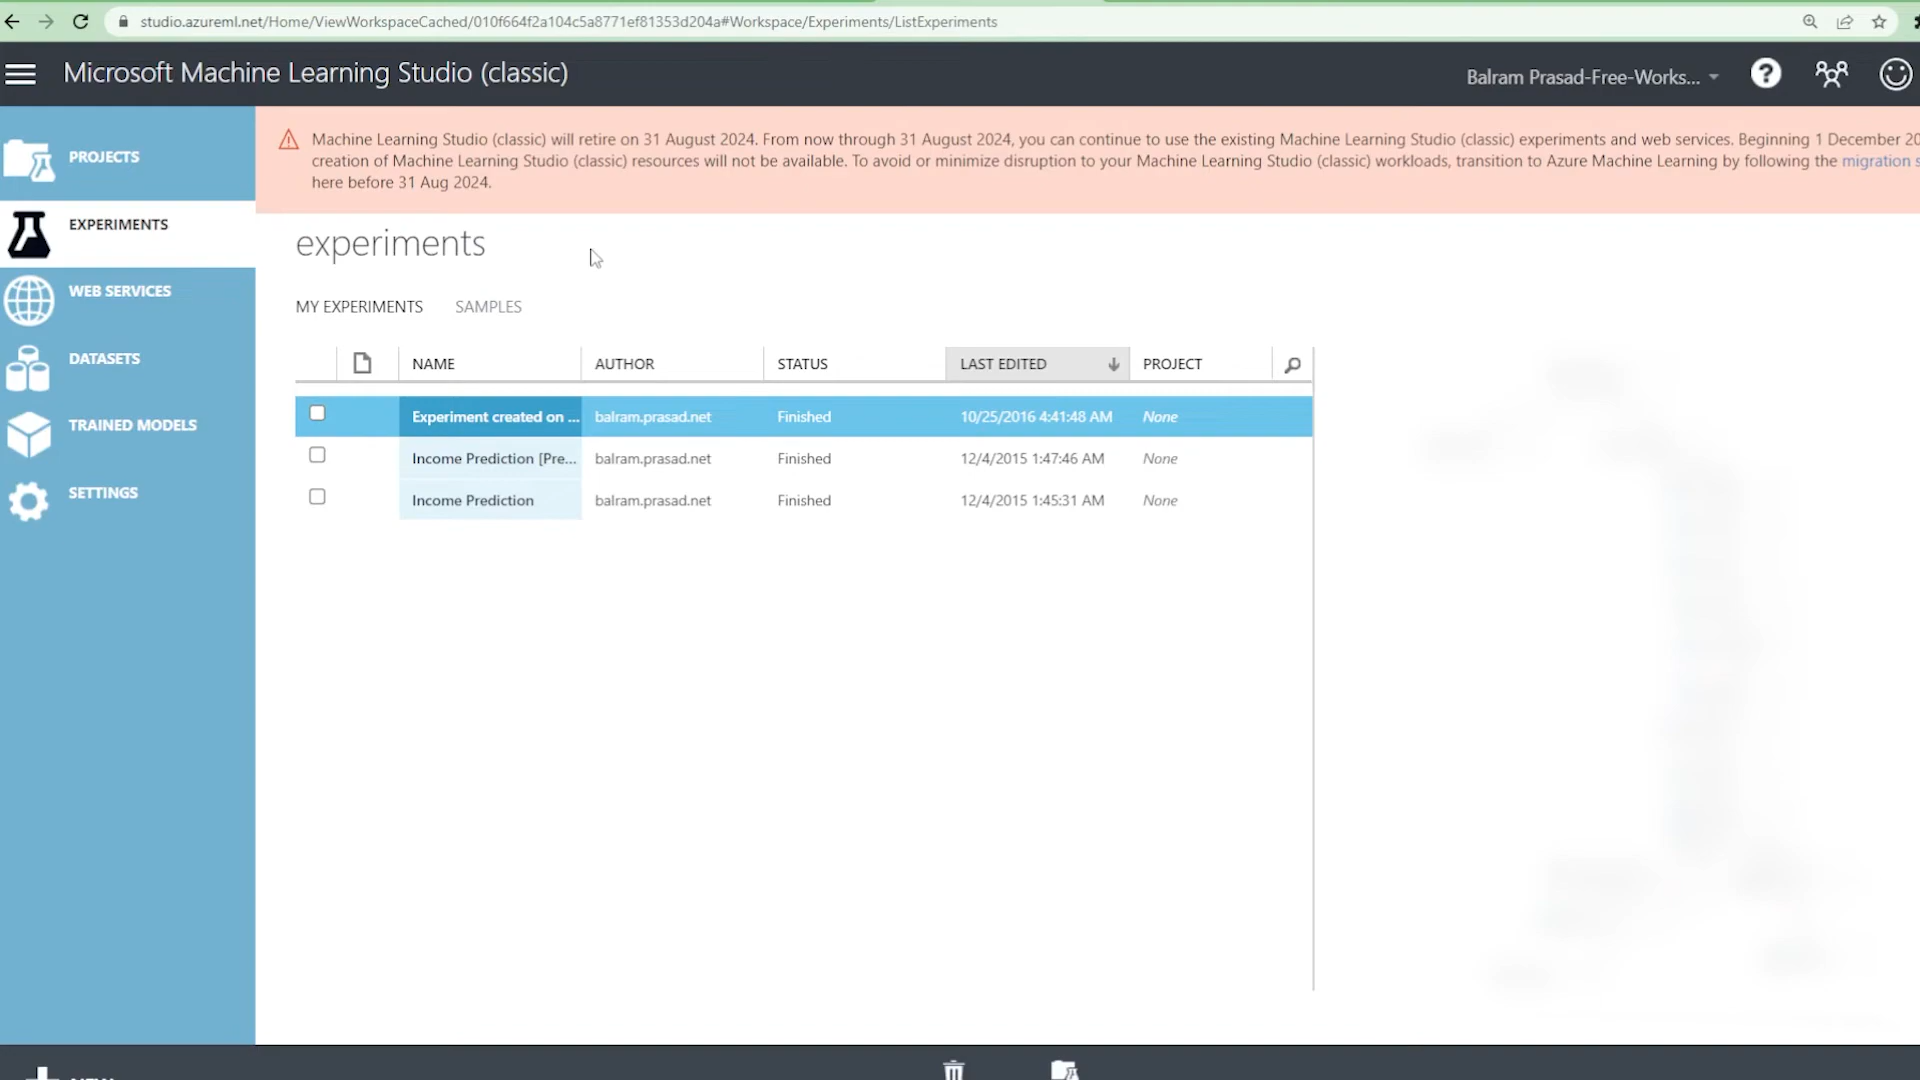 studio.azureml.net/Home/ViewWorkspaceCached/010f664f2a104c5a8771ef81353d204a#Workspace/Experiments/ListExperiments
Microsoft Machine Learning Studio (classic)
Balram Prasad-Free-Works...
PROJECTS
EXPERIMENTS
WEB SERVICES
DATASETS
TRAINED MODELS
SETTINGS
Machine Learning Studio (classic) will retire on 31 August 2024. From now through 31 August 2024, you can continue to use the existing Machine Learning Studio (classic) experiments and web services. Beginning 1 December
creation of Machine Learning Studio (classic) resources will not be available. To avoid or minimize disruption to your Machine Learning Studio (classic) workloads, transition to Azure Machine Learning by following the migration
here before 31 Aug 2024.
experiments
MY EXPERIMENTS SAMPLES
NAME AUTHOR STATUS LAST EDITED PROJECT
Experiment created on ... balram.prasad.net Finished 10/25/2016 4:41:48 AM None
Income Prediction [Pre... balram.prasad.net Finished 12/4/2015 1:47:46 AM None
Income Prediction balram.prasad.net Finished 12/4/2015 1:45:31 AM None